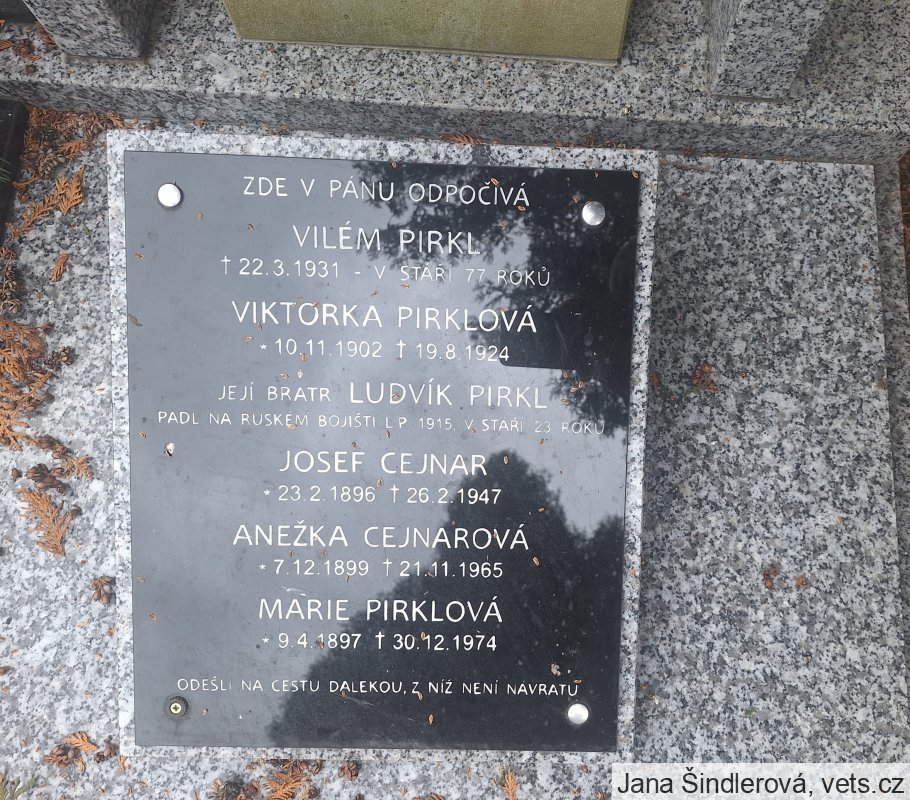 ZDE V PÁNU ODPOČÍVÁ
VILÉM PIRKL
† 22.3.1931 - V STÁŘÍ 77 ROKŮ
VIKTORKA PIRKLOVÁ
* 10.11.1902 † 19.8.1924
JEJÍ BRATR LUDVÍK PIRKL
PADL NA RUSKÉM BOJIŠTI L.P. 1915, V STÁŘÍ 23 ROKŮ
JOSEF CEJNAR
* 23.2.1896 † 26.2.1947
ANEŽKA CEJNAROVÁ
* 7.12.1899 † 21.11.1965
MARIE PIRKLOVÁ
* 9.4.1897 † 30.12.1974
ODEŠLI NA CESTU DALEKOU, Z NÍŽ NENÍ NÁVRATU
Jana Šindlerová, vets.cz